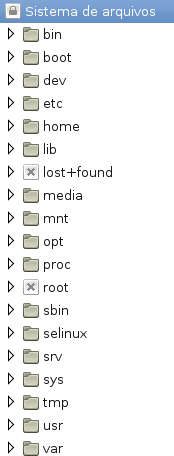 Sistema de arquivos
bin
boot
dev
etc
home
lib
lost+found
media
mnt
opt
proc
root
sbin
selinux
srv
sys
tmp
usr
var